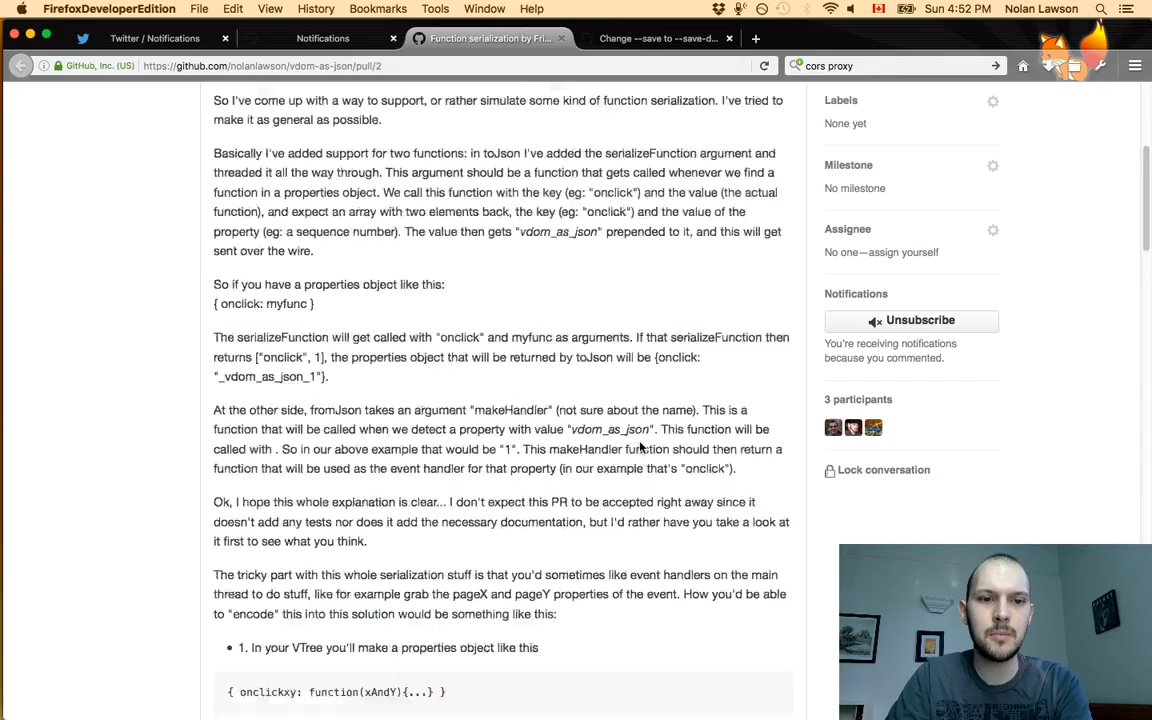 FirefoxDeveloperEdition File Edit View History Bookmarks Tools Window Help Sun 4:52 PM Nolan Lawson
Twitter / Notifications Notifications Function serialization by Fri... Change --save to --save-d...
GitHub, Inc. (US) https://github.com/nolanlawson/vdom-as-json/pull/2 cors proxy
So I've come up with a way to support, or rather simulate some kind of function serialization. I've tried to
make it as general as possible.
Basically I've added support for two functions: in toJson I've added the serializeFunction argument and
threaded it all the way through. This argument should be a function that gets called whenever we find a
function in a properties object. We call this function with the key (eg: "onclick") and the value (the actual
function), and expect an array with two elements back, the key (eg: "onclick") and the value of the
property (eg: a sequence number). The value then gets "vdom_as_json" prepended to it, and this will get
sent over the wire.
So if you have a properties object like this:
{ onclick: myfunc }
The serializeFunction will get called with "onclick" and myfunc as arguments. If that serializeFunction then
returns ["onclick", 1], the properties object that will be returned by toJson will be {onclick:
"_vdom_as_json_1"}.
At the other side, fromJson takes an argument "makeHandler" (not sure about the name). This is a
function that will be called when we detect a property with value "vdom_as_json". This function will be
called with . So in our above example that would be "1". This makeHandler function should then return a
function that will be used as the event handler for that property (in our example that's "onclick").
Ok, I hope this whole explanation is clear... I don't expect this PR to be accepted right away since it
doesn't add any tests nor does it add the necessary documentation, but I'd rather have you take a look at
it first to see what you think.
The tricky part with this whole serialization stuff is that you'd sometimes like event handlers on the main
thread to do stuff, like for example grab the pageX and pageY properties of the event. How you'd be able
to "encode" this into this solution would be something like this:
1. In your VTree you'll make a properties object like this
{ onclickxy: function(xAndY){...} }
Labels
None yet
Milestone
No milestone
Assignee
No one—assign yourself
Notifications
Unsubscribe
You're receiving notifications
because you commented.
3 participants
Lock conversation